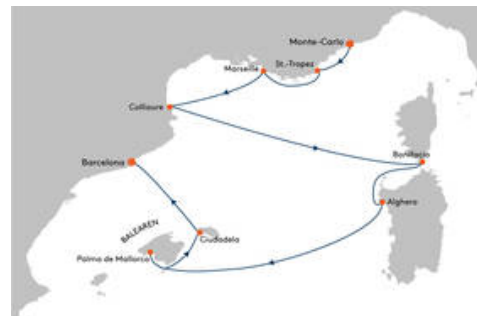 Monte-Carlo
St.-Tropez
Marseille
Collioure
Bonifacio
Barcelona
Alghero
BALEAREN
Ciudadela
Palma de Mallorca